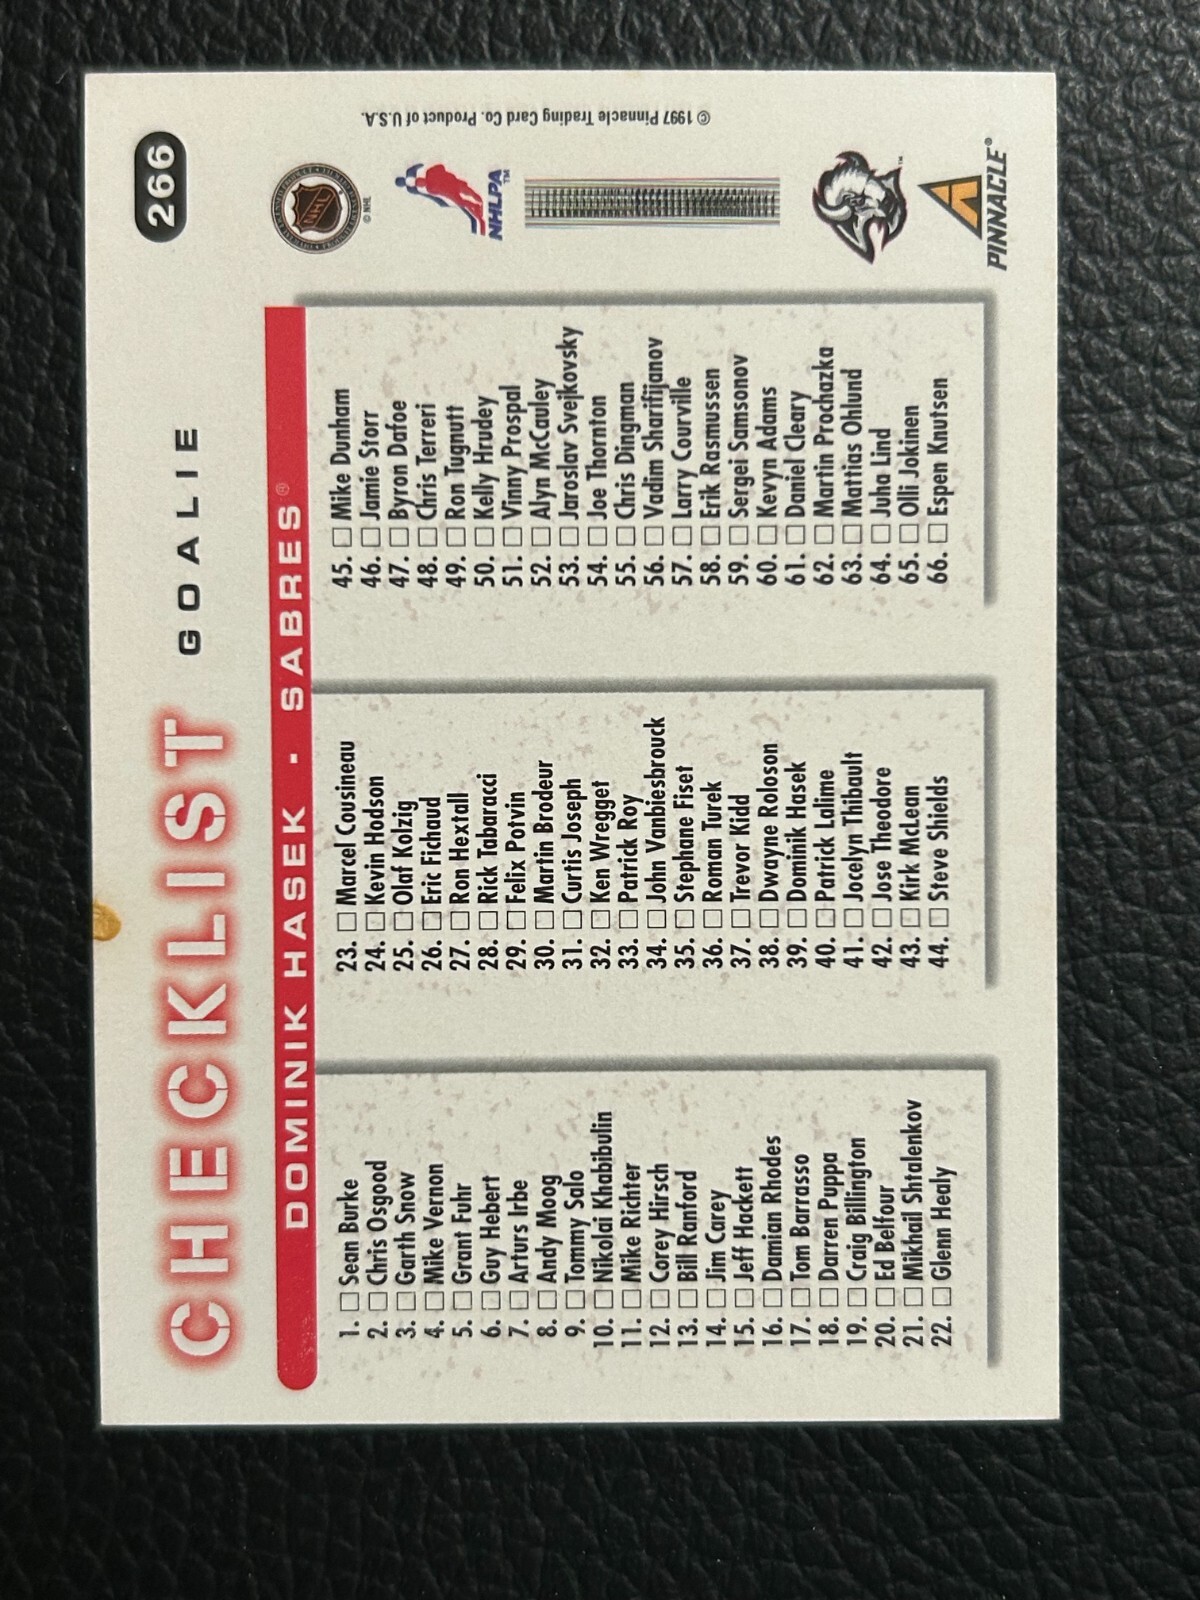 CHECKLIST GOALIE
266
DOMINIK HASEK · SABRES®
1. Sean Burke
2. Chris Osgood
3. Garth Snow
4. Mike Vernon
5. Grant Fuhr
6. Guy Hebert
7. Arturs Irbe
8. Andy Moog
9. Tommy Salo
10. Nikolai Khabibulin
11. Mike Richter
12. Corey Hirsch
13. Bill Ranford
14. Jim Carey
15. Jeff Hackett
16. Damian Rhodes
17. Tom Barrasso
18. Darren Puppa
19. Craig Billington
20. Ed Belfour
21. Mikhail Shtalenkov
22. Glenn Healy
23. Marcel Cousineau
24. Kevin Hodson
25. Olaf Kolzig
26. Eric Fichaud
27. Ron Hextall
28. Rick Tabaracci
29. Felix Potvin
30. Martin Brodeur
31. Curtis Joseph
32. Ken Wregget
33. Patrick Roy
34. John Vanbiesbrouck
35. Stephane Fiset
36. Roman Turek
37. Trevor Kidd
38. Dwayne Roloson
39. Dominik Hasek
40. Patrick Lalime
41. Jocelyn Thibault
42. Jose Theodore
43. Kirk McLean
44. Steve Shields
45. Mike Dunham
46. Jamie Storr
47. Byron Dafoe
48. Chris Terreri
49. Ron Tugnutt
50. Kelly Hrudey
51. Vinny Prospal
52. Alyn McCauley
53. Jaroslav Svejkovsky
54. Joe Thornton
55. Chris Dingman
56. Vadim Sharifijanov
57. Larry Courville
58. Erik Rasmussen
59. Sergei Samsonov
60. Kevyn Adams
61. Daniel Cleary
62. Martin Prochazka
63. Mattias Ohlund
64. Juha Lind
65. Olli Jokinen
66. Espen Knutsen
NHL
© NHL
NHLPA™
™
PINNACLE®
© 1997 Pinnacle Trading Card Co. Product of U.S.A.